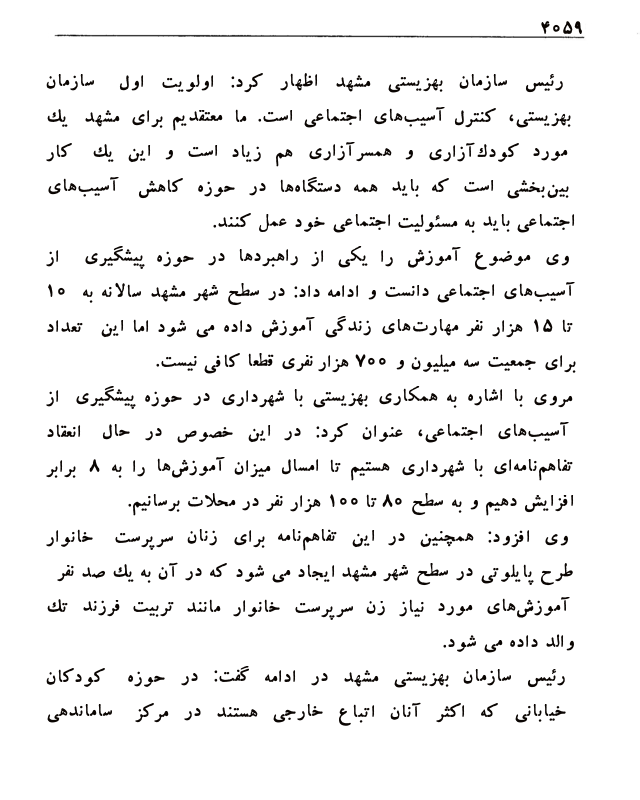 ۴۰۵۹
رئیس سازمان بهزیستی مشهد اظهار کرد: اولویت اول سازمان
بهزیستی، کنترل آسیب‌های اجتماعی است. ما معتقدیم برای مشهد یك
مورد کودك‌آزاری و همسرآزاری هم زیاد است و این یك کار
بین‌بخشی است که باید همه دستگاه‌ها در حوزه کاهش آسیب‌های
اجتماعی باید به مسئولیت اجتماعی خود عمل کنند.
وی موضوع آموزش را یکی از راهبردها در حوزه پیشگیری از
آسیب‌های اجتماعی دانست و ادامه داد: در سطح شهر مشهد سالانه به ۱۰
تا ۱۵ هزار نفر مهارت‌های زندگی آموزش داده می شود اما این تعداد
برای جمعیت سه میلیون و ۷۰۰ هزار نفری قطعا کافی نیست.
مروی با اشاره به همکاری بهزیستی با شهرداری در حوزه پیشگیری از
آسیب‌های اجتماعی، عنوان کرد: در این خصوص در حال انعقاد
تفاهم‌نامه‌ای با شهرداری هستیم تا امسال میزان آموزش‌ها را به ۸ برابر
افزایش دهیم و به سطح ۸۰ تا ۱۰۰ هزار نفر در محلات برسانیم.
وی افزود: همچنین در این تفاهم‌نامه برای زنان سرپرست خانوار
طرح پایلوتی در سطح شهر مشهد ایجاد می شود که در آن به یك صد نفر
آموزش‌های مورد نیاز زن سرپرست خانوار مانند تربیت فرزند تك
والد داده می شود.
رئیس سازمان بهزیستی مشهد در ادامه گفت: در حوزه کودکان
خیابانی که اکثر آنان اتباع خارجی هستند در مرکز ساماندهی